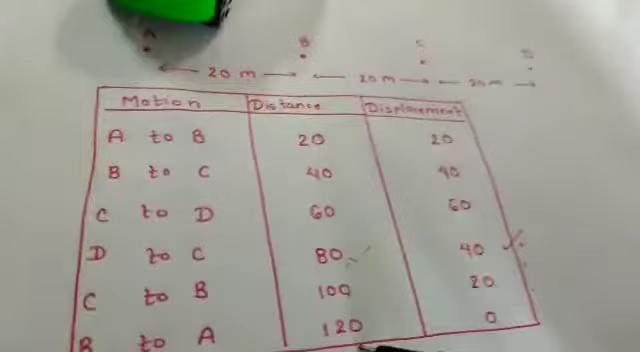 A B C D
20 m 20 m 20 m
Motion Distance Displacement
A to B 20 20
B to C 40 40
C to D 60 60
D to C 80 40
C to B 100 20
B to A 120 0